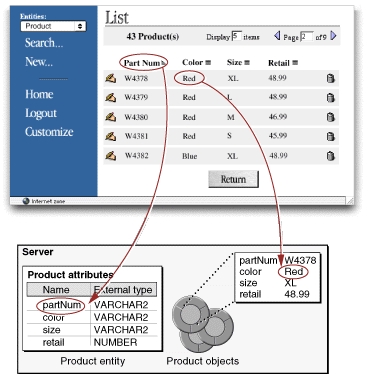 Entities:
Product
Search...
New...
Home
Logout
Customize
List
43 Product(s) Display 5 items Page 2 of 9
Part Num Color Size Retail
W4378 Red XL 48.99
W4379 Red L 48.99
W4380 Red M 46.99
W4381 Red S 45.99
W4382 Blue XL 48.99
Return
Internet zone
Server
Product attributes
Name External type
partNum VARCHAR2
color VARCHAR2
size VARCHAR2
retail NUMBER
Product entity
partNum W4378
color Red
size XL
retail 48.99
Product objects